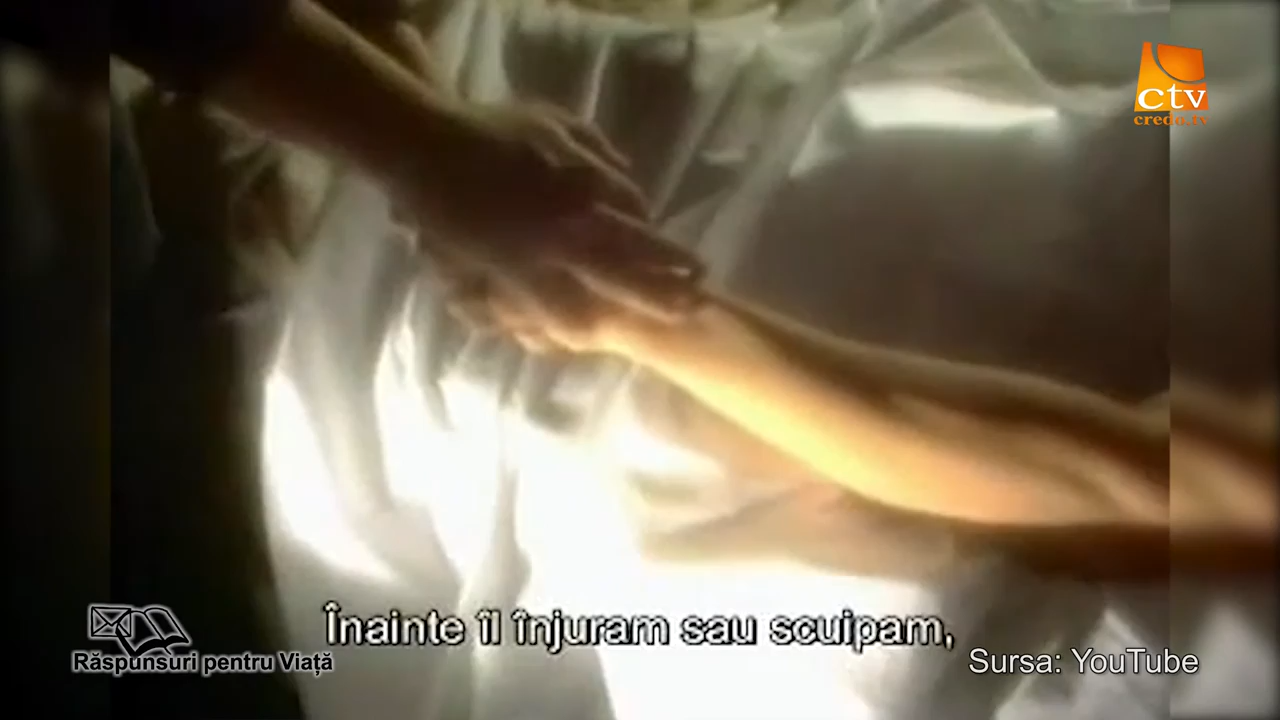 ctv
credo.tv
Înainte îl înjuram sau scuipam,
Răspunsuri pentru Viață
Sursa: YouTube